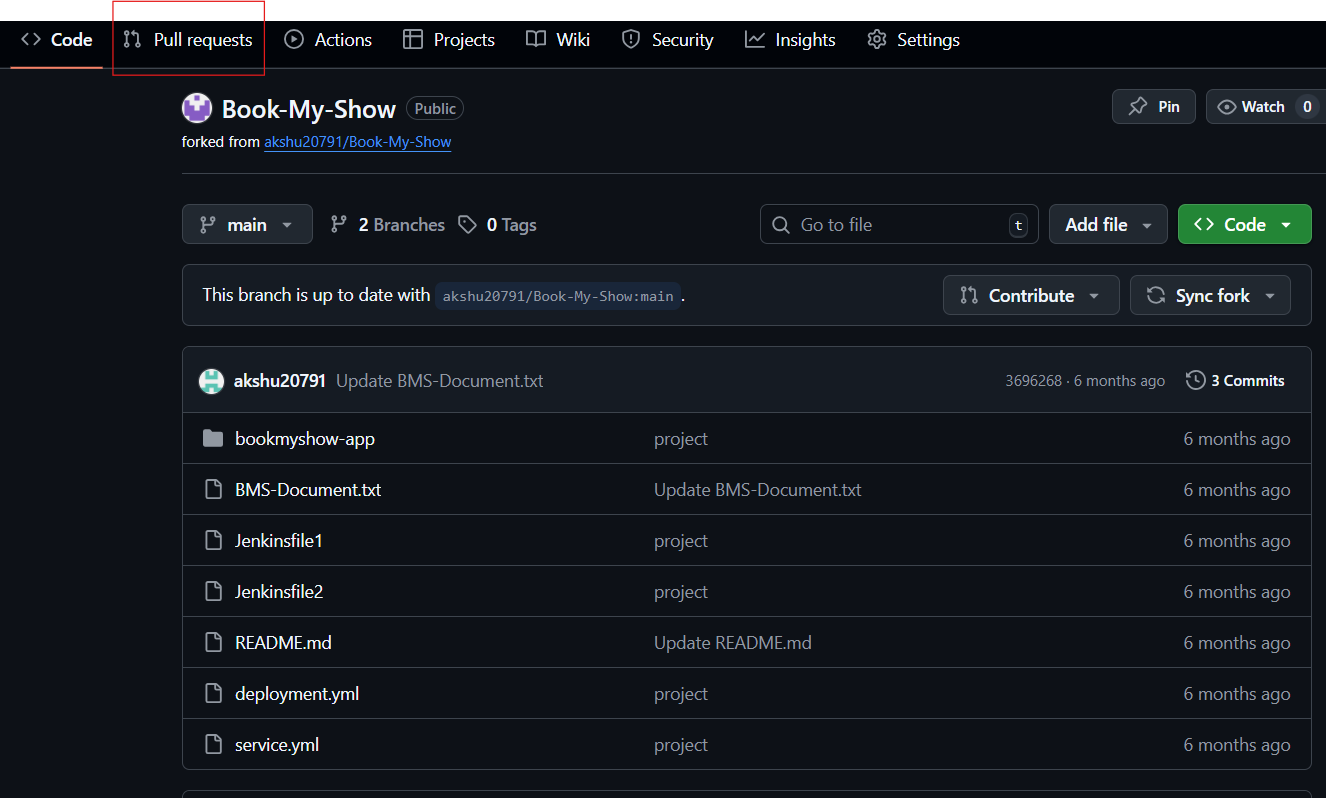 Code Pull requests Actions Projects Wiki Security Insights Settings
Book-My-Show Public Pin Watch 0
forked from akshu20791/Book-My-Show
main 2 Branches 0 Tags Go to file t Add file Code
This branch is up to date with akshu20791/Book-My-Show:main . Contribute Sync fork
akshu20791 Update BMS-Document.txt 3696268 · 6 months ago 3 Commits
bookmyshow-app project 6 months ago
BMS-Document.txt Update BMS-Document.txt 6 months ago
Jenkinsfile1 project 6 months ago
Jenkinsfile2 project 6 months ago
README.md Update README.md 6 months ago
deployment.yml project 6 months ago
service.yml project 6 months ago